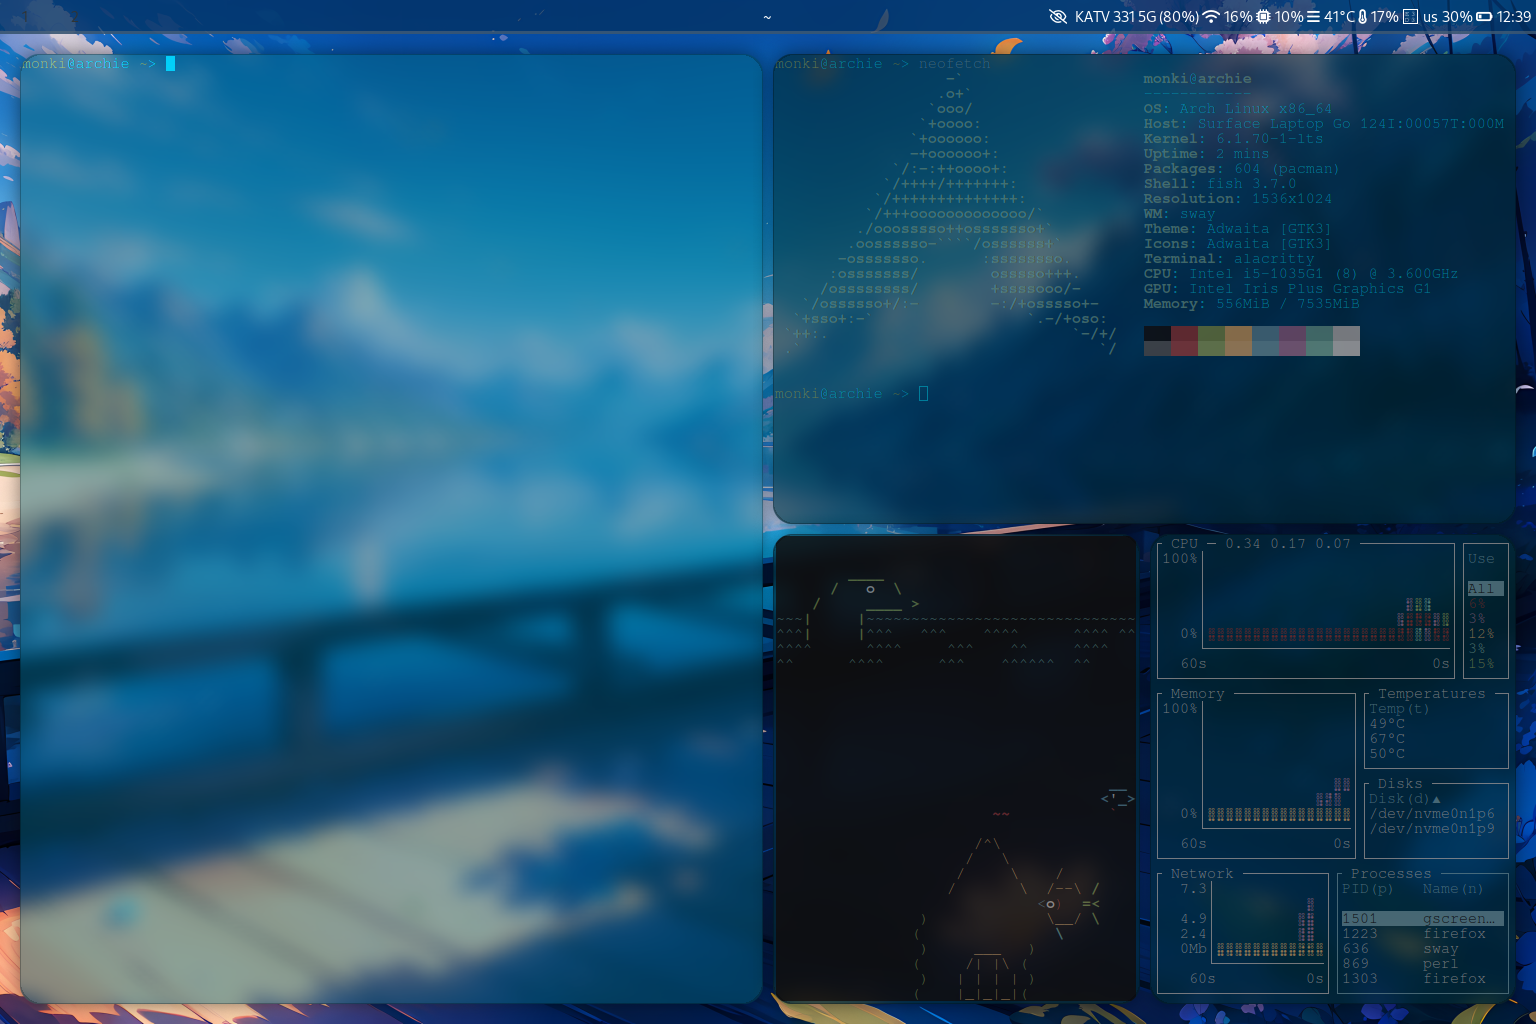 ~
KATV 331 5G (80%) 16% 10% 41°C 17% us 30% 12:39
monki@archie ~>
monki@archie ~> neofetch
monki@archie
------------
OS: Arch Linux x86_64
Host: Surface Laptop Go 124I:00057T:000M
Kernel: 6.1.70-1-lts
Uptime: 2 mins
Packages: 604 (pacman)
Shell: fish 3.7.0
Resolution: 1536x1024
WM: sway
Theme: Adwaita [GTK3]
Icons: Adwaita [GTK3]
Terminal: alacritty
CPU: Intel i5-1035G1 (8) @ 3.600GHz
GPU: Intel Iris Plus Graphics G1
Memory: 556MiB / 7535MiB
monki@archie ~>
CPU — 0.34 0.17 0.07
100%
0%
60s 0s
Use
All
6%
3%
12%
3%
15%
Memory
100%
0%
60s 0s
Temperatures
Temp(t)
49°C
67°C
50°C
Disks
Disk(d)▲
/dev/nvme0n1p6
/dev/nvme0n1p9
Network
7.3
4.9
2.4
0Mb
60s 0s
Processes
PID(p) Name(n)
1501 gscreen…
1223 firefox
636 sway
869 perl
1303 firefox